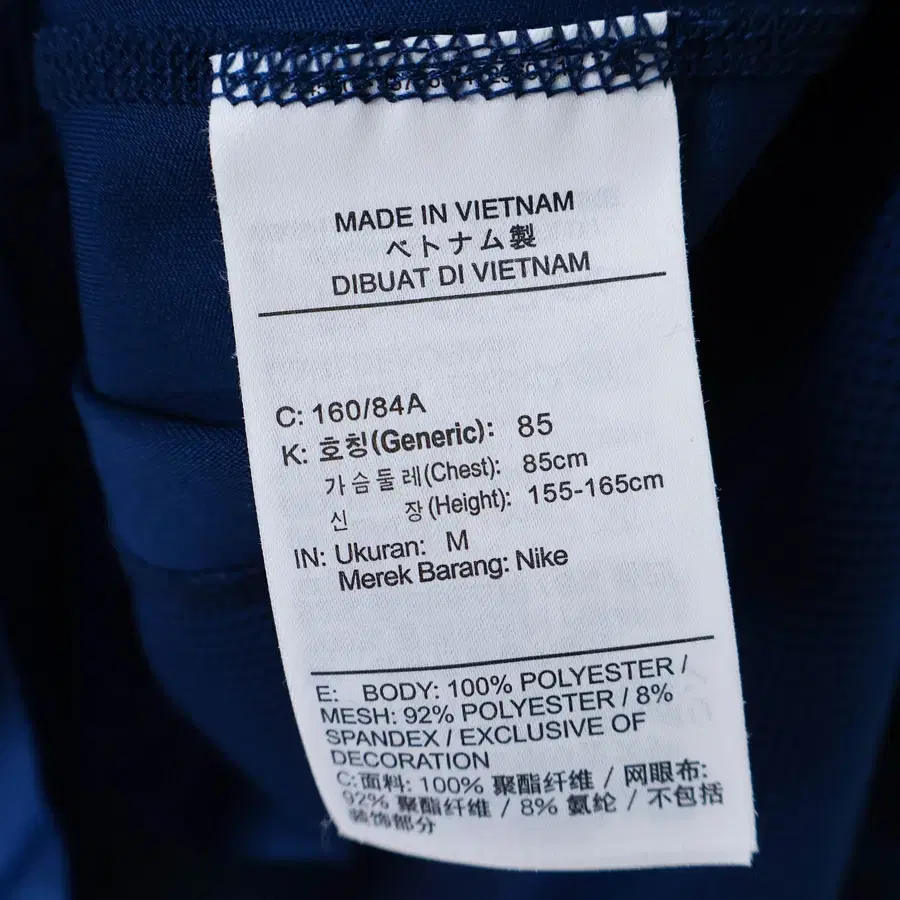 MADE IN VIETNAM
ベトナム製
DIBUAT DI VIETNAM
C: 160/84A
K: 호칭(Generic): 85
가슴둘레(Chest): 85cm
신 장(Height): 155-165cm
IN: Ukuran: M
Merek Barang: Nike
E: BODY: 100% POLYESTER /
MESH: 92% POLYESTER / 8%
SPANDEX / EXCLUSIVE OF
DECORATION
C:面料: 100% 聚酯纤维 / 网眼布:
92% 聚酯纤维 / 8% 氨纶 / 不包括
装饰部分